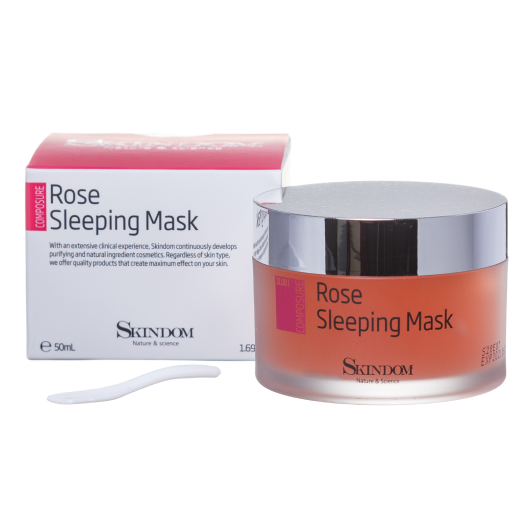 COMPOSURE
Rose
Sleeping Mask
With an extensive clinical experience, Skindom continuously develops
purifying and natural ingredient cosmetics. Regardless of skin type,
we offer quality products that create maximum effect on your skin.
SKINDOM
Nature & science
℮ 50mL
1.69
COMPOSURE
Rose
Sleeping Mask
SKINDOM
Nature & Science